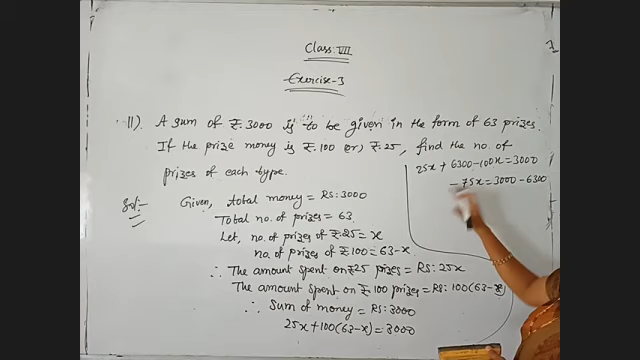 Class: VII
Exercise-3
11). A sum of ₹.3000 is to be given in the form of 63 prizes.
If the prize money is ₹.100 (or) ₹.25, find the no of
prizes of each type.
Sol:- Given, total money = RS:3000
Total no. of prizes = 63
Let, no. of prizes of ₹.25 = x
no. of prizes of ₹.100 = 63-x
∴ The amount spent on ₹25 prizes = RS: 25x
The amount spent on ₹.100 prizes = RS: 100(63-x)
∴ Sum of money = RS: 3000
25x+100(63-x)=3000
25x + 6300-100x=3000
-75x=3000-6300